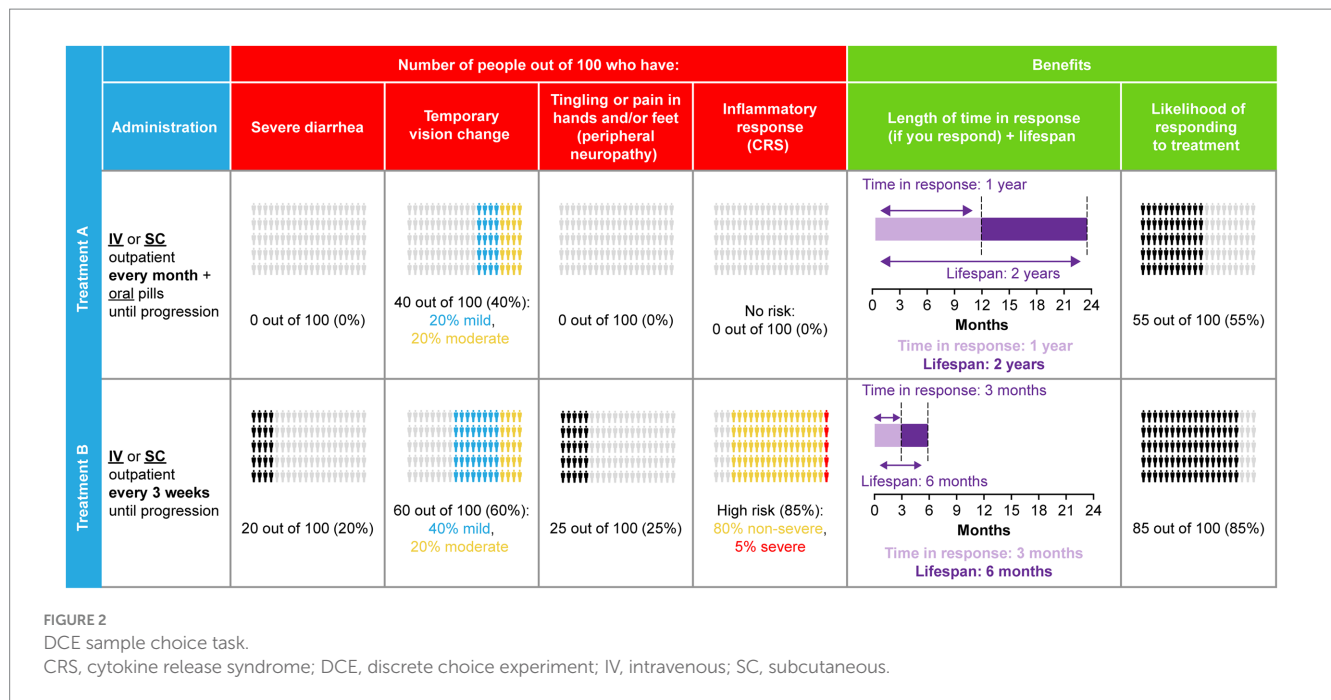 Number of people out of 100 who have:
Benefits
Administration
Severe diarrhea
Temporary
vision change
Tingling or pain in
hands and/or feet
(peripheral
neuropathy)
Inflammatory
response
(CRS)
Length of time in response
(if you respond) + lifespan
Likelihood of
responding
to treatment
Treatment A
IV or SC
outpatient
every month +
oral pills
until progression
0 out of 100 (0%)
40 out of 100 (40%):
20% mild,
20% moderate
0 out of 100 (0%)
No risk:
0 out of 100 (0%)
Time in response: 1 year
Lifespan: 2 years
0 3 6 9 12 15 18 21 24
Months
Time in response: 1 year
Lifespan: 2 years
55 out of 100 (55%)
Treatment B
IV or SC
outpatient
every 3 weeks
until progression
20 out of 100 (20%)
60 out of 100 (60%):
40% mild,
20% moderate
25 out of 100 (25%)
High risk (85%):
80% non-severe,
5% severe
Time in response: 3 months
Lifespan: 6 months
0 3 6 9 12 15 18 21 24
Months
Time in response: 3 months
Lifespan: 6 months
85 out of 100 (85%)
FIGURE 2
DCE sample choice task.
CRS, cytokine release syndrome; DCE, discrete choice experiment; IV, intravenous; SC, subcutaneous.